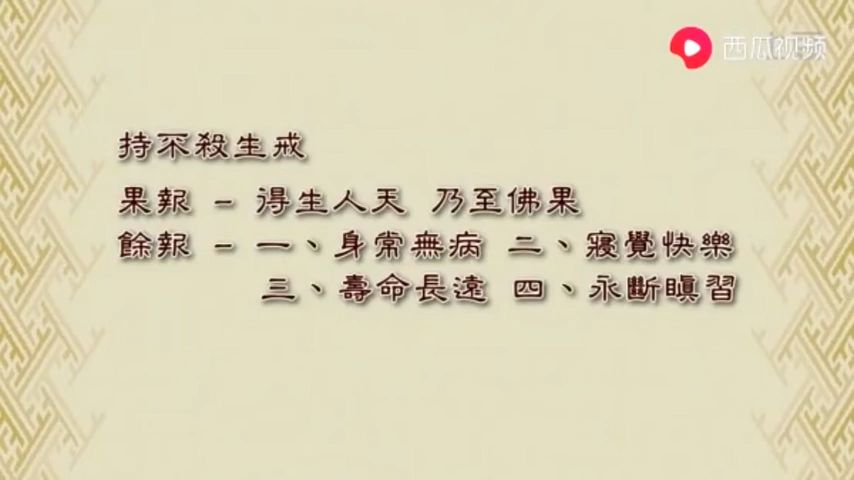 西瓜视频
持不殺生戒
果報 - 得生人天 乃至佛果
餘報 - 一、身常無病 二、寢覺快樂
三、壽命長遠 四、永斷瞋習